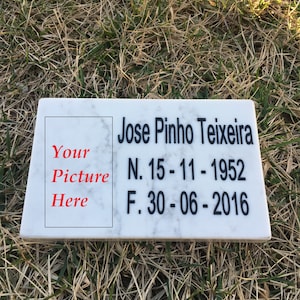 Your
Picture
Here
Jose Pinho Teixeira
N. 15 - 11 - 1952
F. 30 - 06 - 2016